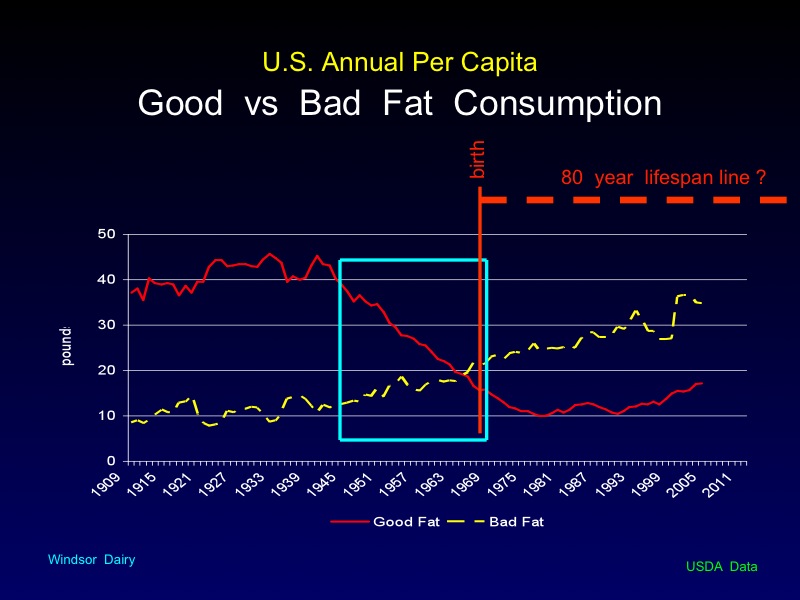 U.S. Annual Per Capita
Good vs Bad Fat Consumption
birth
80 year lifespan line ?
50
40
30
20
10
0
pound
1909
1915
1921
1927
1933
1939
1945
1951
1957
1963
1969
1975
1981
1987
1993
1999
2005
2011
Good Fat
Bad Fat
Windsor Dairy
USDA Data